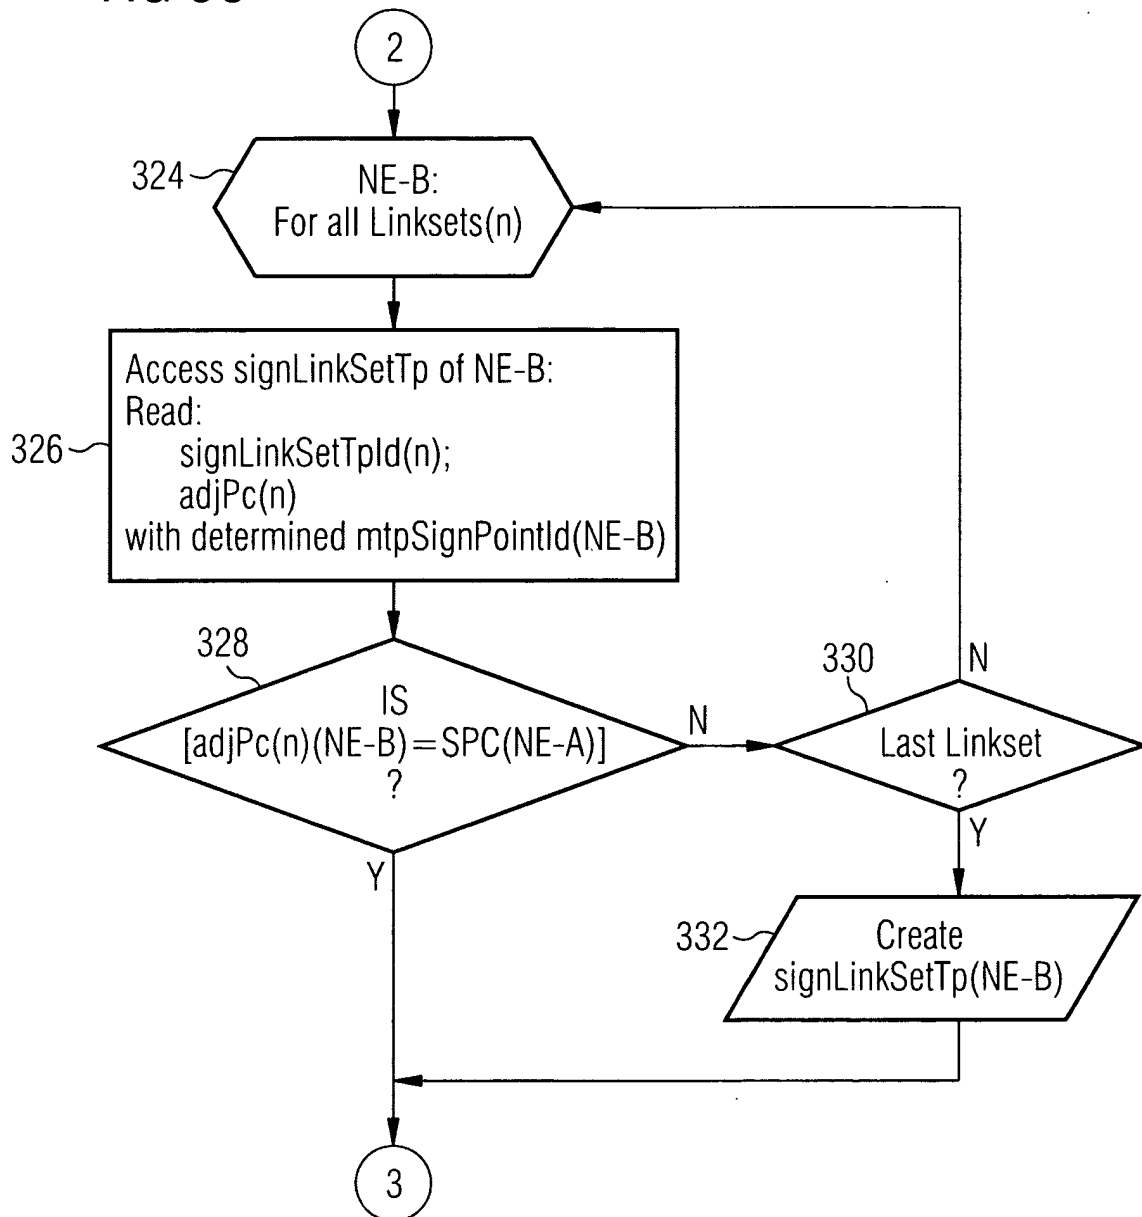 2
324
NE-B:
For all Linksets(n)
326
Access signLinkSetTp of NE-B:
Read:
signLinkSetTpId(n);
adjPc(n)
with determined mtpSignPointId(NE-B)
328
IS
[adjPc(n)(NE-B)=SPC(NE-A)]
?
N
Y
330
N
Last Linkset
?
Y
332
Create
signLinkSetTp(NE-B)
3